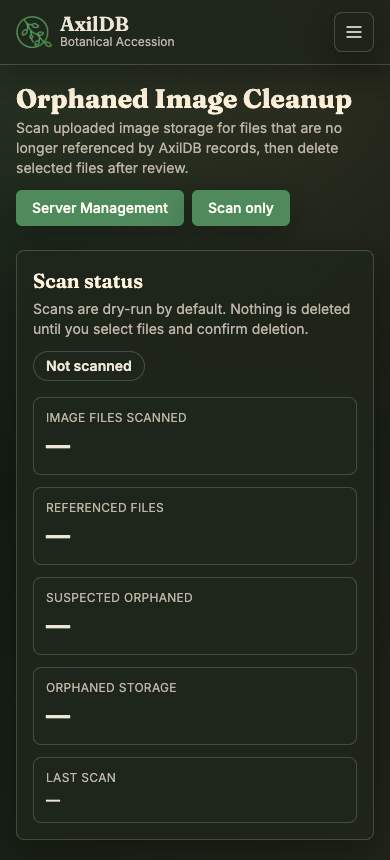 AxilDB
Botanical Accession
Orphaned Image Cleanup
Scan uploaded image storage for files that are no
longer referenced by AxilDB records, then delete
selected files after review.
Server Management
Scan only
Scan status
Scans are dry-run by default. Nothing is deleted
until you select files and confirm deletion.
Not scanned
IMAGE FILES SCANNED
—
REFERENCED FILES
—
SUSPECTED ORPHANED
—
ORPHANED STORAGE
—
LAST SCAN
—